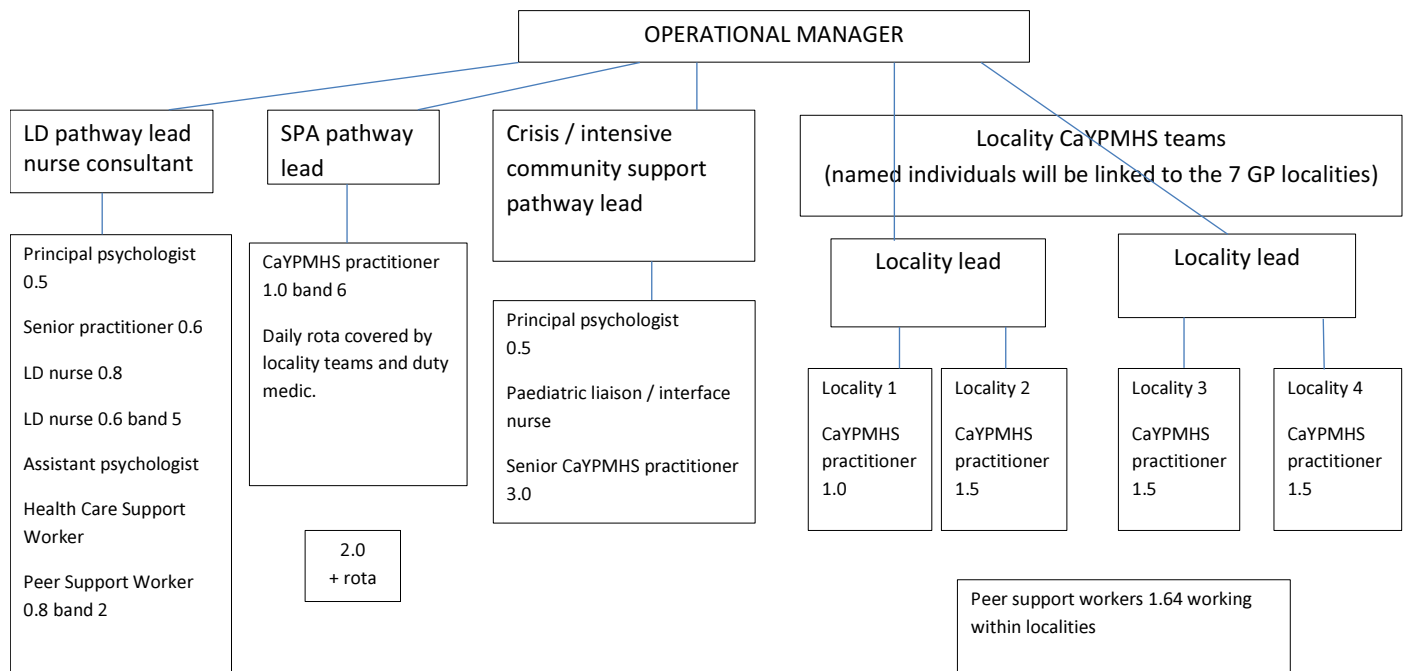 OPERATIONAL MANAGER
LD pathway lead
nurse consultant
SPA pathway
lead
Crisis / intensive
community support
pathway lead
Locality CaYPMHS teams
(named individuals will be linked to the 7 GP localities)
Locality lead
Locality lead
Principal psychologist
0.5
Senior practitioner 0.6
LD nurse 0.8
LD nurse 0.6 band 5
Assistant psychologist
Health Care Support
Worker
Peer Support Worker
0.8 band 2
CaYPMHS practitioner
1.0 band 6
Daily rota covered by
locality teams and duty
medic.
2.0
+ rota
Principal psychologist
0.5
Paediatric liaison / interface
nurse
Senior CaYPMHS practitioner
3.0
Locality 1
CaYPMHS
practitioner
1.0
Locality 2
CaYPMHS
practitioner
1.5
Locality 3
CaYPMHS
practitioner
1.5
Locality 4
CaYPMHS
practitioner
1.5
Peer support workers 1.64 working
within localities